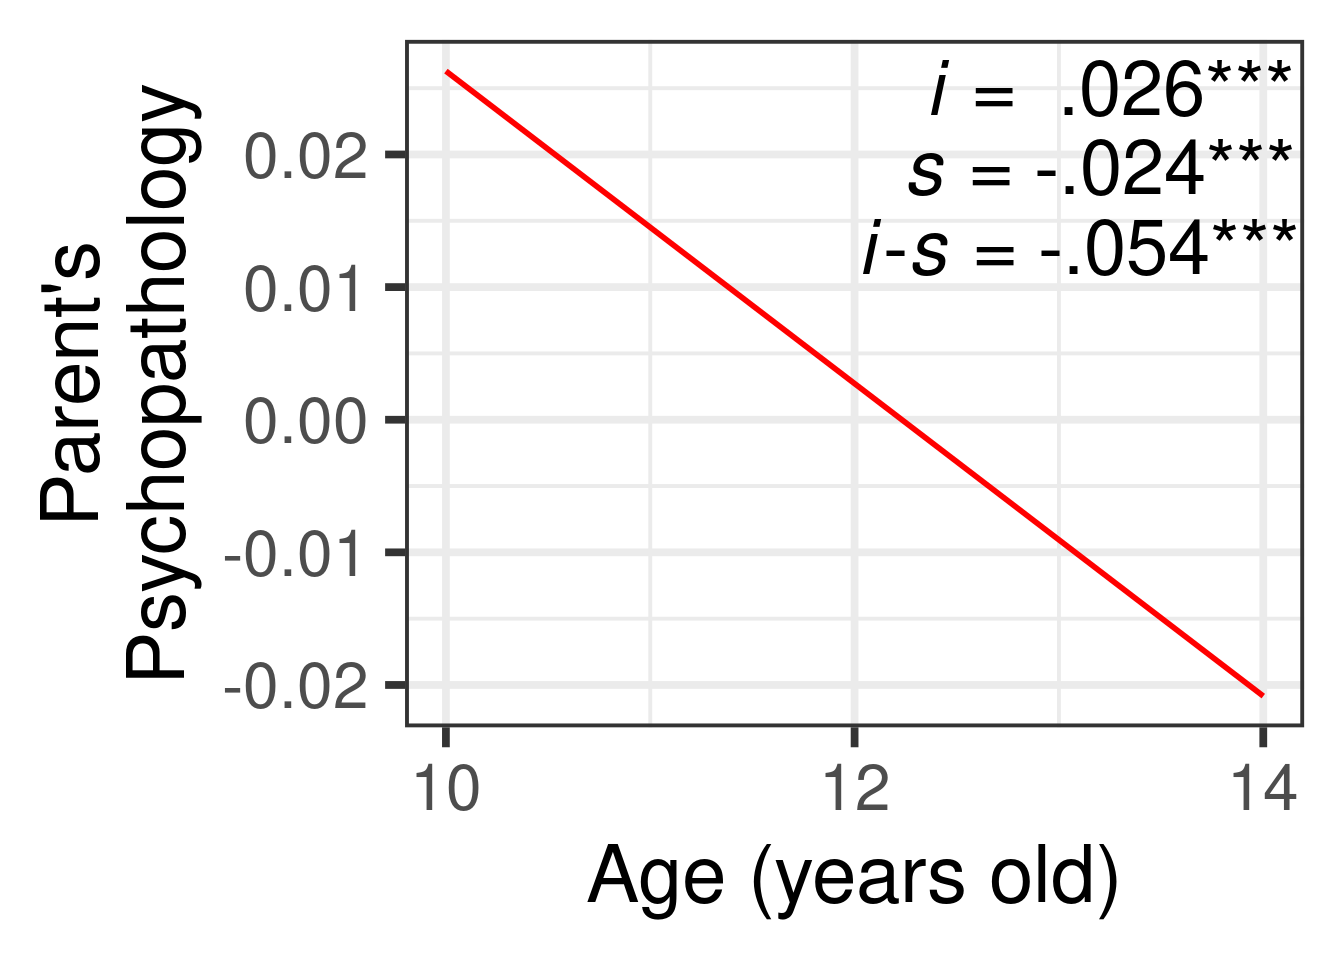 Parent's
Psychopathology
0.02
0.01
0.00
-0.01
-0.02
i = .026***
s = -.024***
i-s = -.054***
10 12 14
Age (years old)